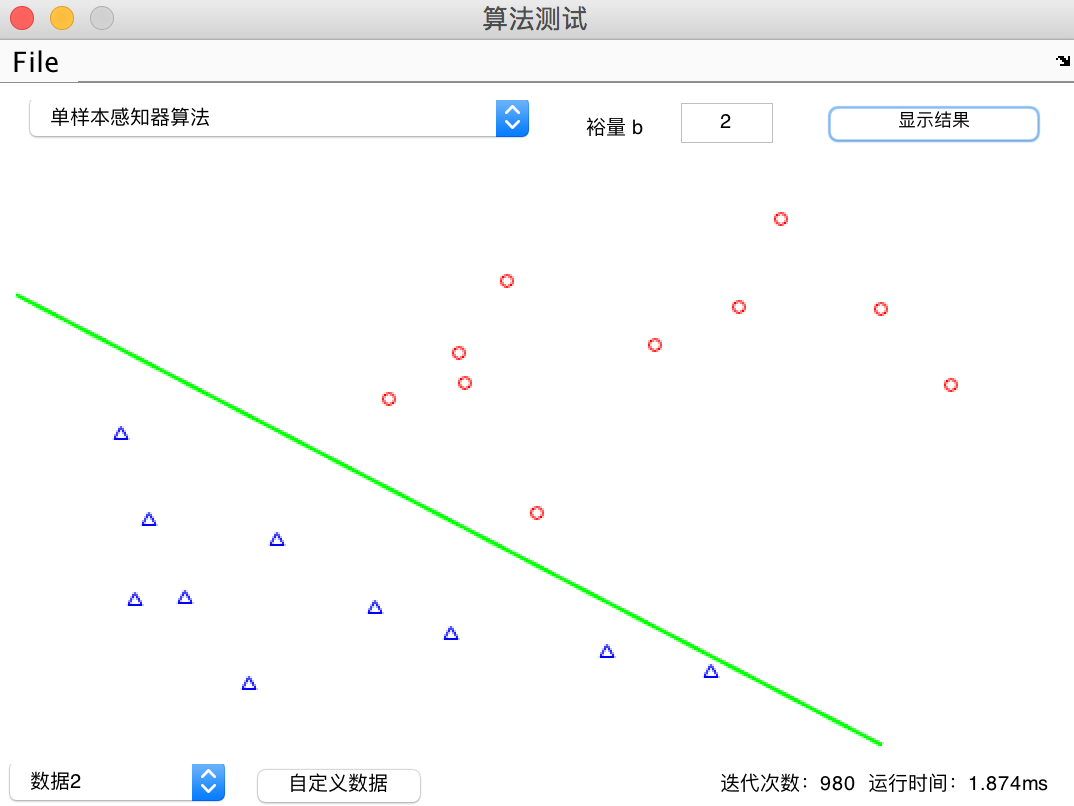 算法测试
File
单样本感知器算法
裕量 b
2
显示结果
数据2
自定义数据
迭代次数：980 运行时间：1.874ms